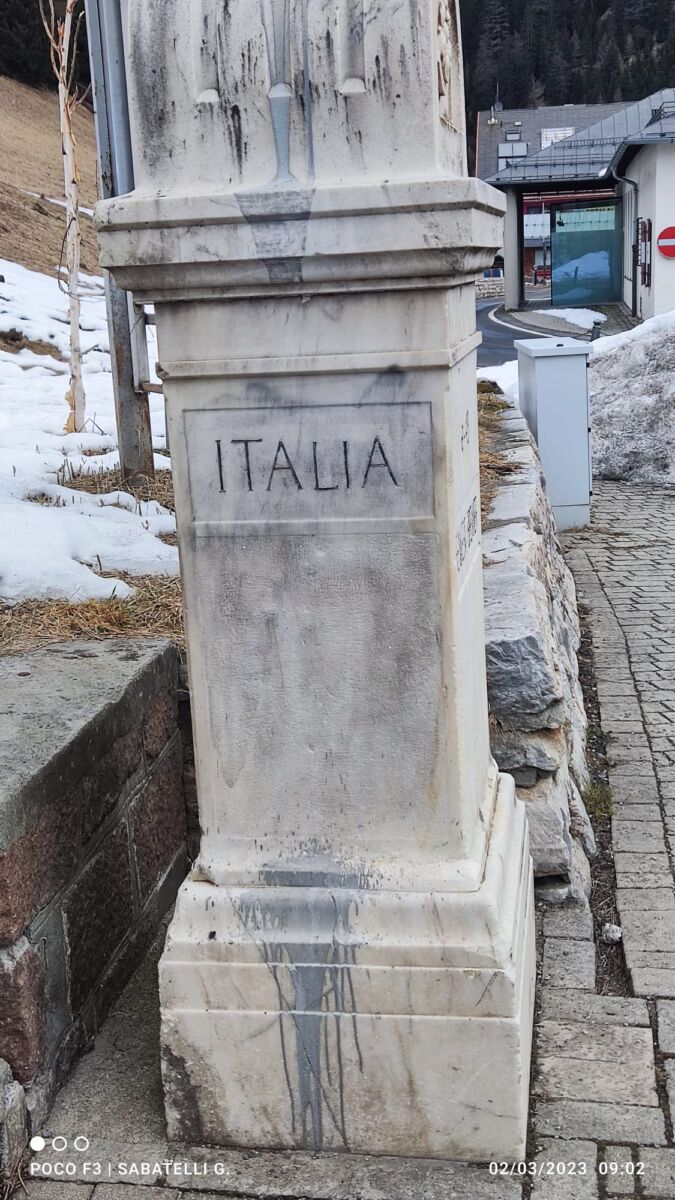 ITALIA
POCO F3 | SABATELLI G.
02/03/2023 09:02